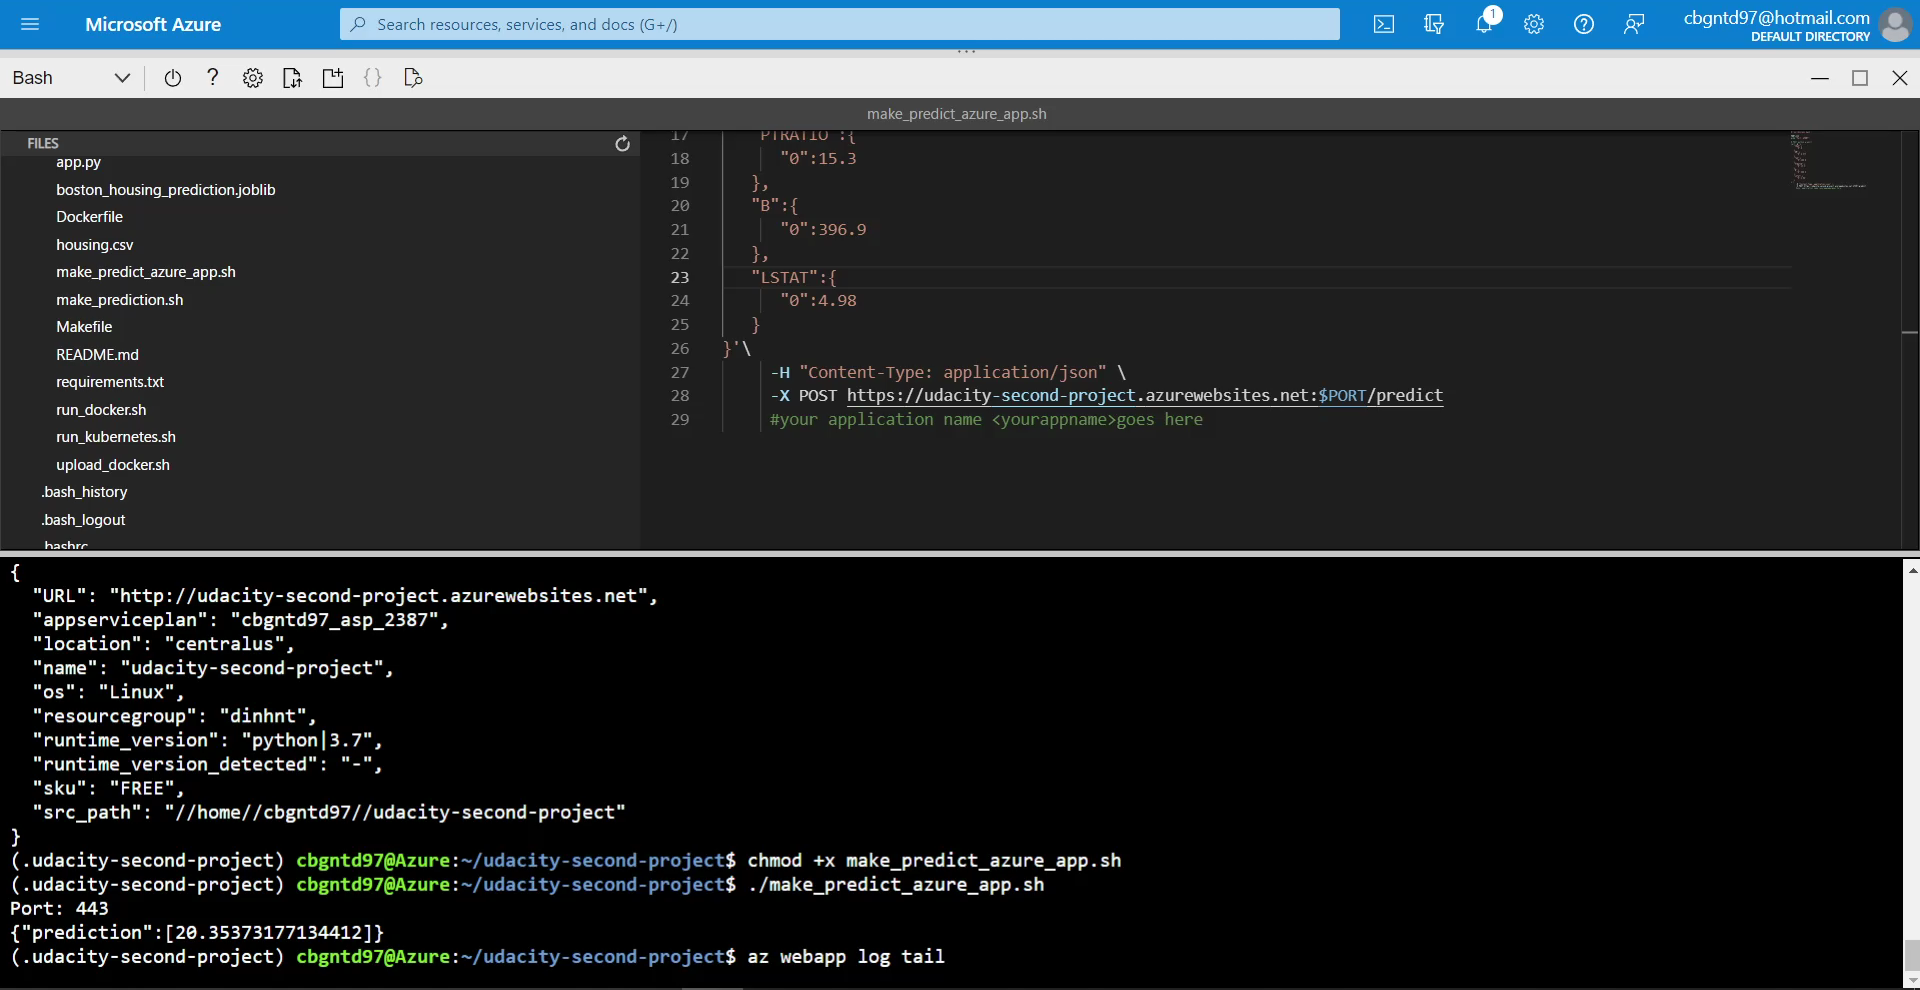 Microsoft Azure
Search resources, services, and docs (G+/)
1
cbgntd97@hotmail.com
DEFAULT DIRECTORY
Bash
make_predict_azure_app.sh
FILES
app.py
boston_housing_prediction.joblib
Dockerfile
housing.csv
make_predict_azure_app.sh
make_prediction.sh
Makefile
README.md
requirements.txt
run_docker.sh
run_kubernetes.sh
upload_docker.sh
.bash_history
.bash_logout
.bashrc
17 "PTRATIO":{
18 "0":15.3
19 },
20 "B":{
21 "0":396.9
22 },
23 "LSTAT":{
24 "0":4.98
25 }
26 }'\
27 -H "Content-Type: application/json" \
28 -X POST https://udacity-second-project.azurewebsites.net:$PORT/predict
29 #your application name <yourappname>goes here
{
"URL": "http://udacity-second-project.azurewebsites.net",
"appserviceplan": "cbgntd97_asp_2387",
"location": "centralus",
"name": "udacity-second-project",
"os": "Linux",
"resourcegroup": "dinhnt",
"runtime_version": "python|3.7",
"runtime_version_detected": "-",
"sku": "FREE",
"src_path": "//home//cbgntd97//udacity-second-project"
}
(.udacity-second-project) cbgntd97@Azure:~/udacity-second-project$ chmod +x make_predict_azure_app.sh
(.udacity-second-project) cbgntd97@Azure:~/udacity-second-project$ ./make_predict_azure_app.sh
Port: 443
{"prediction":[20.35373177134412]}
(.udacity-second-project) cbgntd97@Azure:~/udacity-second-project$ az webapp log tail